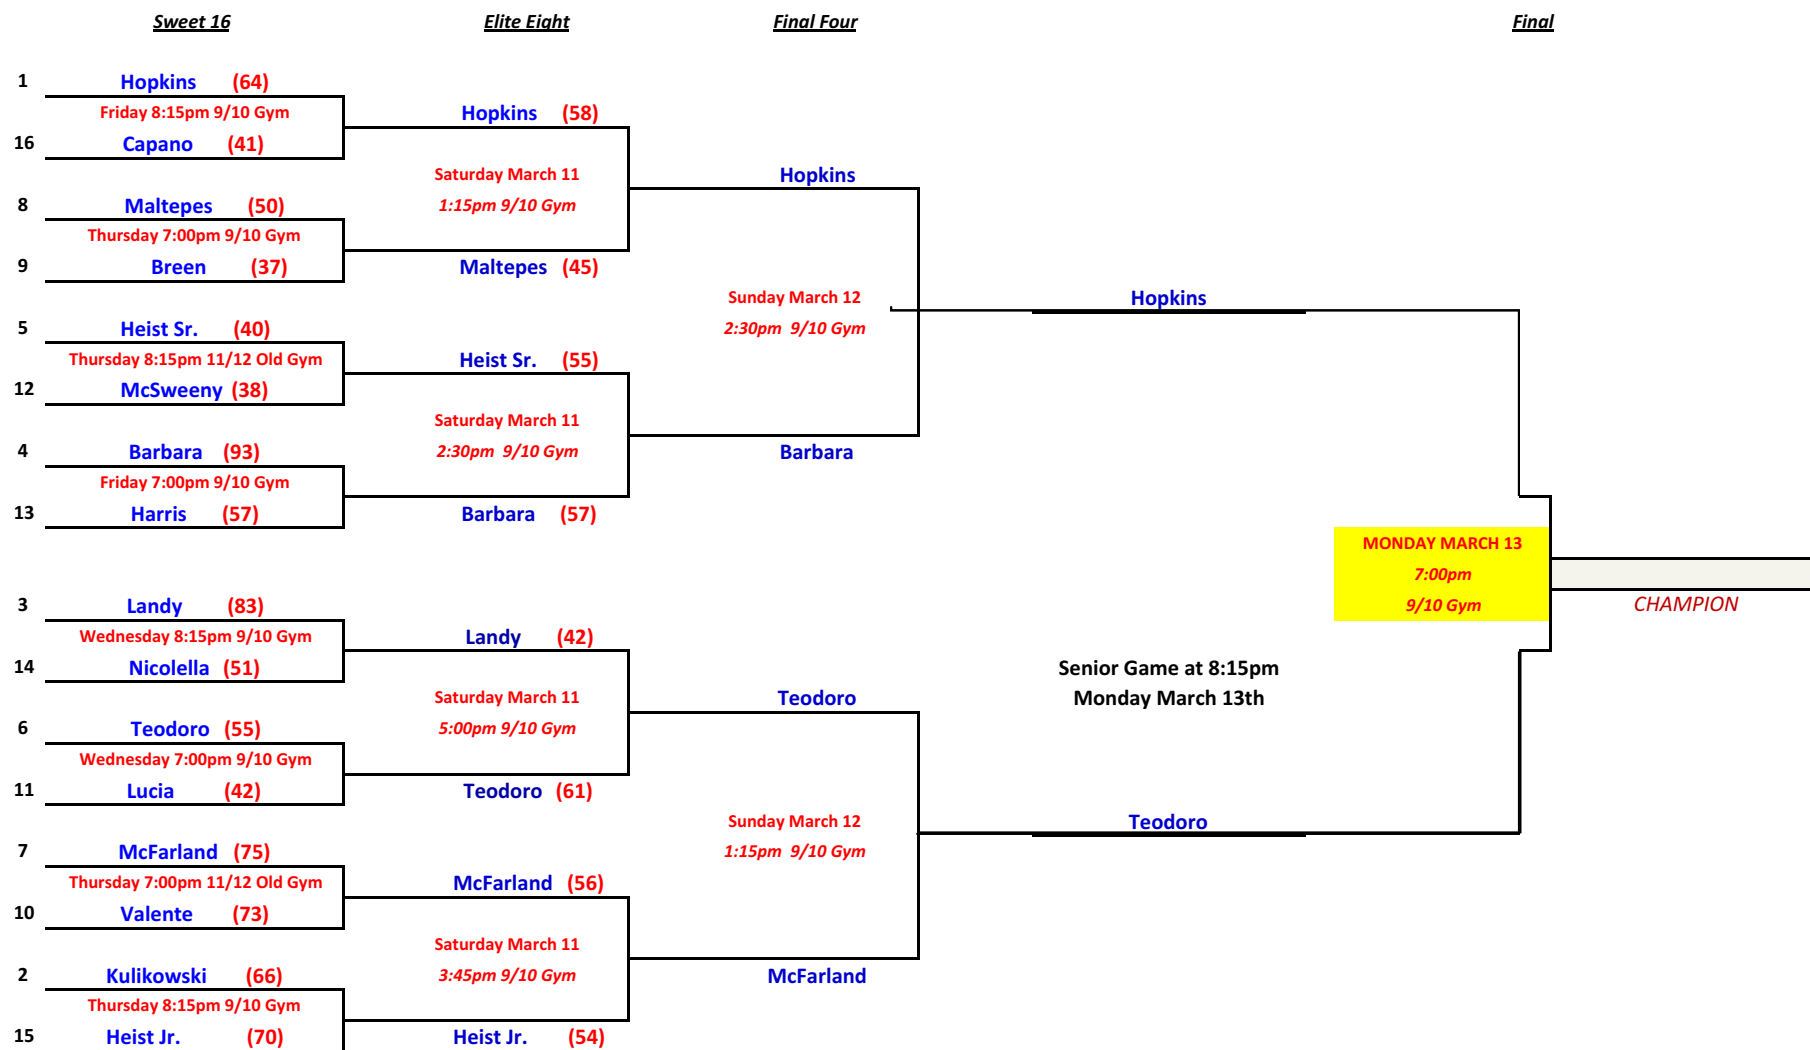 Sweet 16 Elite Eight Final Four Final
1 Hopkins (64)
Friday 8:15pm 9/10 Gym
16 Capano (41)
8 Maltepes (50)
Thursday 7:00pm 9/10 Gym
9 Breen (37)
5 Heist Sr. (40)
Thursday 8:15pm 11/12 Old Gym
12 McSweeny (38)
4 Barbara (93)
Friday 7:00pm 9/10 Gym
13 Harris (57)
3 Landy (83)
Wednesday 8:15pm 9/10 Gym
14 Nicolella (51)
6 Teodoro (55)
Wednesday 7:00pm 9/10 Gym
11 Lucia (42)
7 McFarland (75)
Thursday 7:00pm 11/12 Old Gym
10 Valente (73)
2 Kulikowski (66)
Thursday 8:15pm 9/10 Gym
15 Heist Jr. (70)
Hopkins (58)
Saturday March 11
1:15pm 9/10 Gym
Maltepes (45)
Heist Sr. (55)
Saturday March 11
2:30pm 9/10 Gym
Barbara (57)
Landy (42)
Saturday March 11
5:00pm 9/10 Gym
Teodoro (61)
McFarland (56)
Saturday March 11
3:45pm 9/10 Gym
Heist Jr. (54)
Hopkins
Sunday March 12
2:30pm 9/10 Gym
Barbara
Teodoro
Sunday March 12
1:15pm 9/10 Gym
McFarland
Hopkins
Senior Game at 8:15pm
Monday March 13th
Teodoro
MONDAY MARCH 13
7:00pm
9/10 Gym
CHAMPION